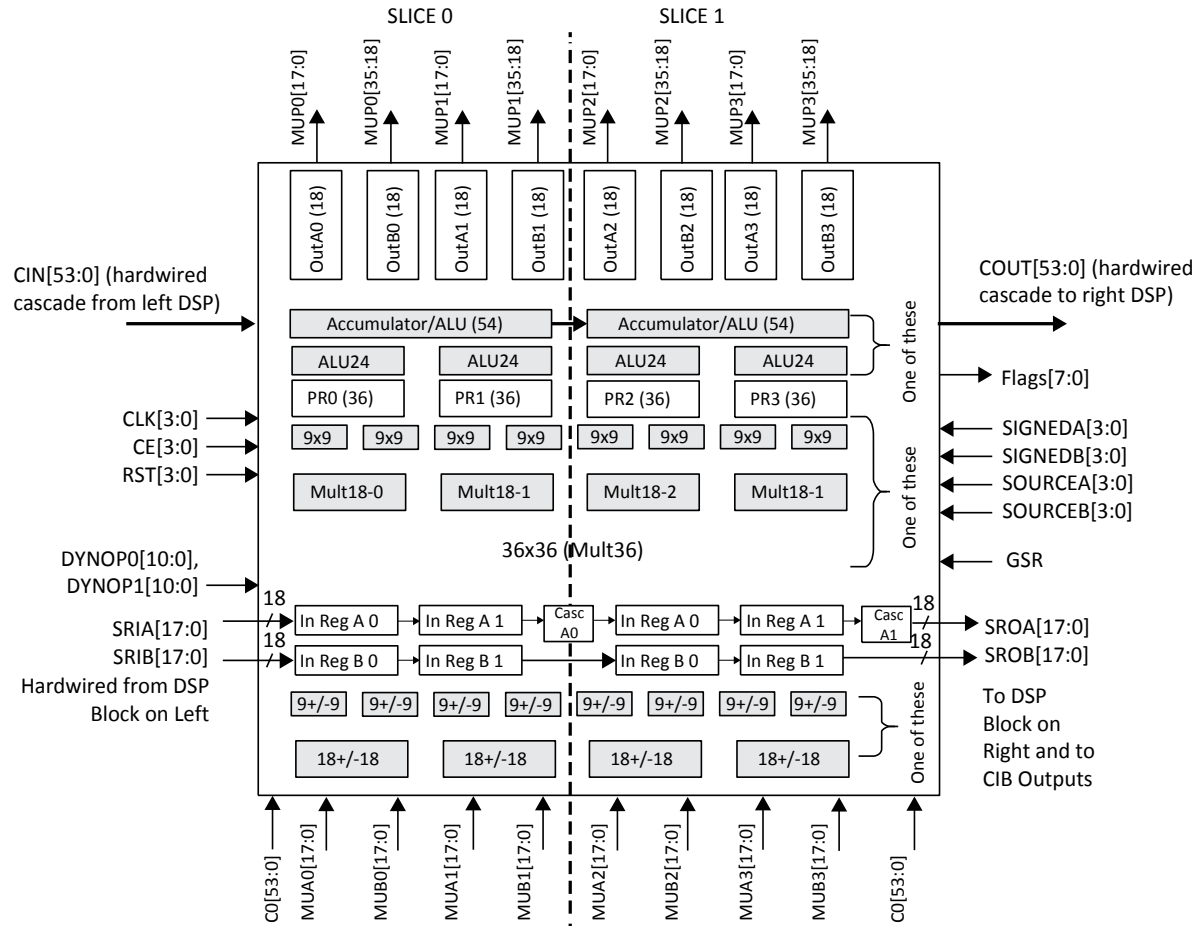 SLICE 0
SLICE 1
MUP0[17:0]
MUP0[35:18]
MUP1[17:0]
MUP1[35:18]
MUP2[17:0]
MUP2[35:18]
MUP3[17:0]
MUP3[35:18]
OutA0 (18)
OutB0 (18)
OutA1 (18)
OutB1 (18)
OutA2 (18)
OutB2 (18)
OutA3 (18)
OutB3 (18)
CIN[53:0] (hardwired
cascade from left DSP)
COUT[53:0] (hardwired
cascade to right DSP)
Accumulator/ALU (54)
Accumulator/ALU (54)
ALU24
ALU24
ALU24
ALU24
One of these
Flags[7:0]
PR0 (36)
PR1 (36)
PR2 (36)
PR3 (36)
CLK[3:0]
CE[3:0]
RST[3:0]
9x9
9x9
9x9
9x9
9x9
9x9
9x9
9x9
SIGNEDA[3:0]
SIGNEDB[3:0]
SOURCEA[3:0]
SOURCEB[3:0]
Mult18-0
Mult18-1
Mult18-2
Mult18-1
One of these
36x36 (Mult36)
GSR
DYNOP0[10:0],
DYNOP1[10:0]
18
SRIA[17:0]
18
SRIB[17:0]
Hardwired from DSP
Block on Left
In Reg A 0
In Reg A 1
Casc
A0
In Reg A 0
In Reg A 1
Casc
A1
18
SROA[17:0]
In Reg B 0
In Reg B 1
In Reg B 0
In Reg B 1
18
SROB[17:0]
9+/-9
9+/-9
9+/-9
9+/-9
9+/-9
9+/-9
9+/-9
9+/-9
18+/-18
18+/-18
18+/-18
18+/-18
One of these
To DSP
Block on
Right and to
CIB Outputs
C0[53:0]
MUA0[17:0]
MUB0[17:0]
MUA1[17:0]
MUB1[17:0]
MUA2[17:0]
MUB2[17:0]
MUA3[17:0]
MUB3[17:0]
C0[53:0]